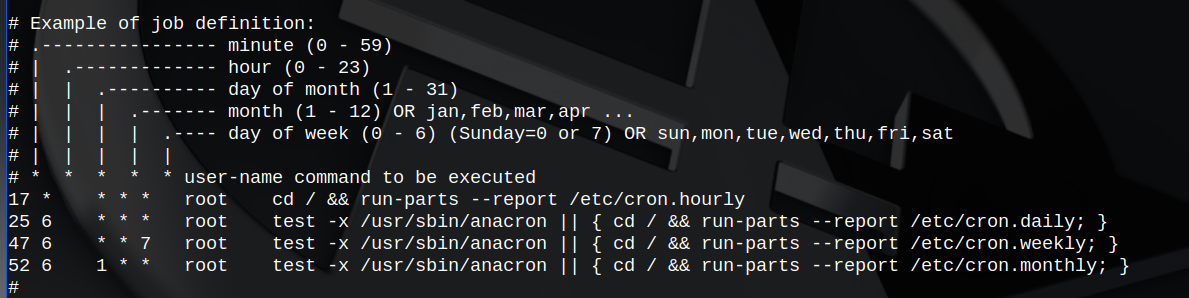 # Example of job definition:
# .---------------- minute (0 - 59)
# |  .------------- hour (0 - 23)
# |  |  .---------- day of month (1 - 31)
# |  |  |  .------- month (1 - 12) OR jan,feb,mar,apr ...
# |  |  |  |  .---- day of week (0 - 6) (Sunday=0 or 7) OR sun,mon,tue,wed,thu,fri,sat
# |  |  |  |  |
# *  *  *  *  * user-name command to be executed
17 *    * * *   root    cd / && run-parts --report /etc/cron.hourly
25 6    * * *   root    test -x /usr/sbin/anacron || { cd / && run-parts --report /etc/cron.daily; }
47 6    * * 7   root    test -x /usr/sbin/anacron || { cd / && run-parts --report /etc/cron.weekly; }
52 6    1 * *   root    test -x /usr/sbin/anacron || { cd / && run-parts --report /etc/cron.monthly; }
#